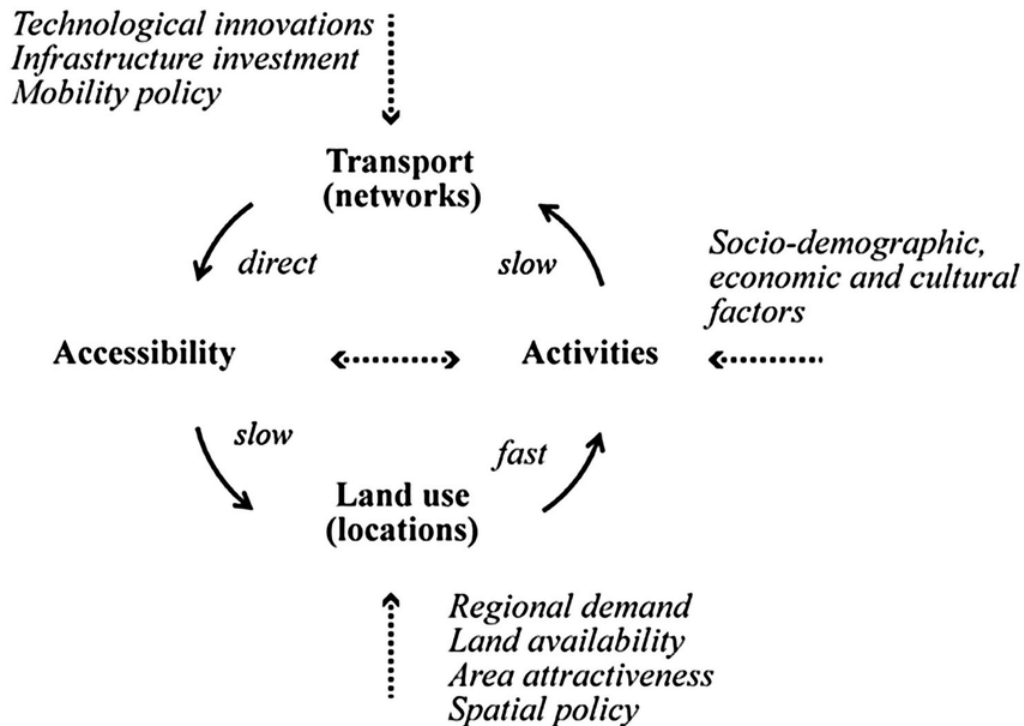 Technological innovations
Infrastructure investment
Mobility policy
Transport
(networks)
direct
slow
Socio-demographic,
economic and cultural
factors
Accessibility
Activities
slow
fast
Land use
(locations)
Regional demand
Land availability
Area attractiveness
Spatial policy